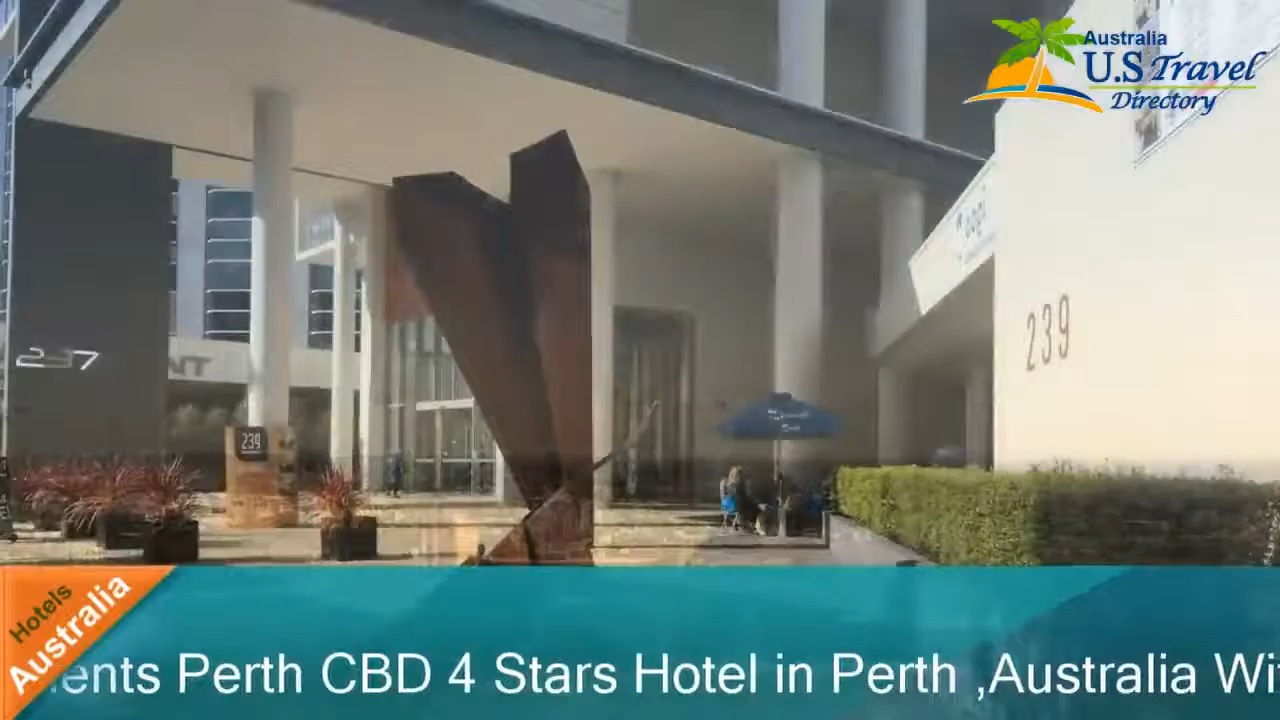 Australia
U.S Travel
Directory
239
237
239
Hotels
Australia
ents Perth CBD 4 Stars Hotel in Perth ,Australia Wi